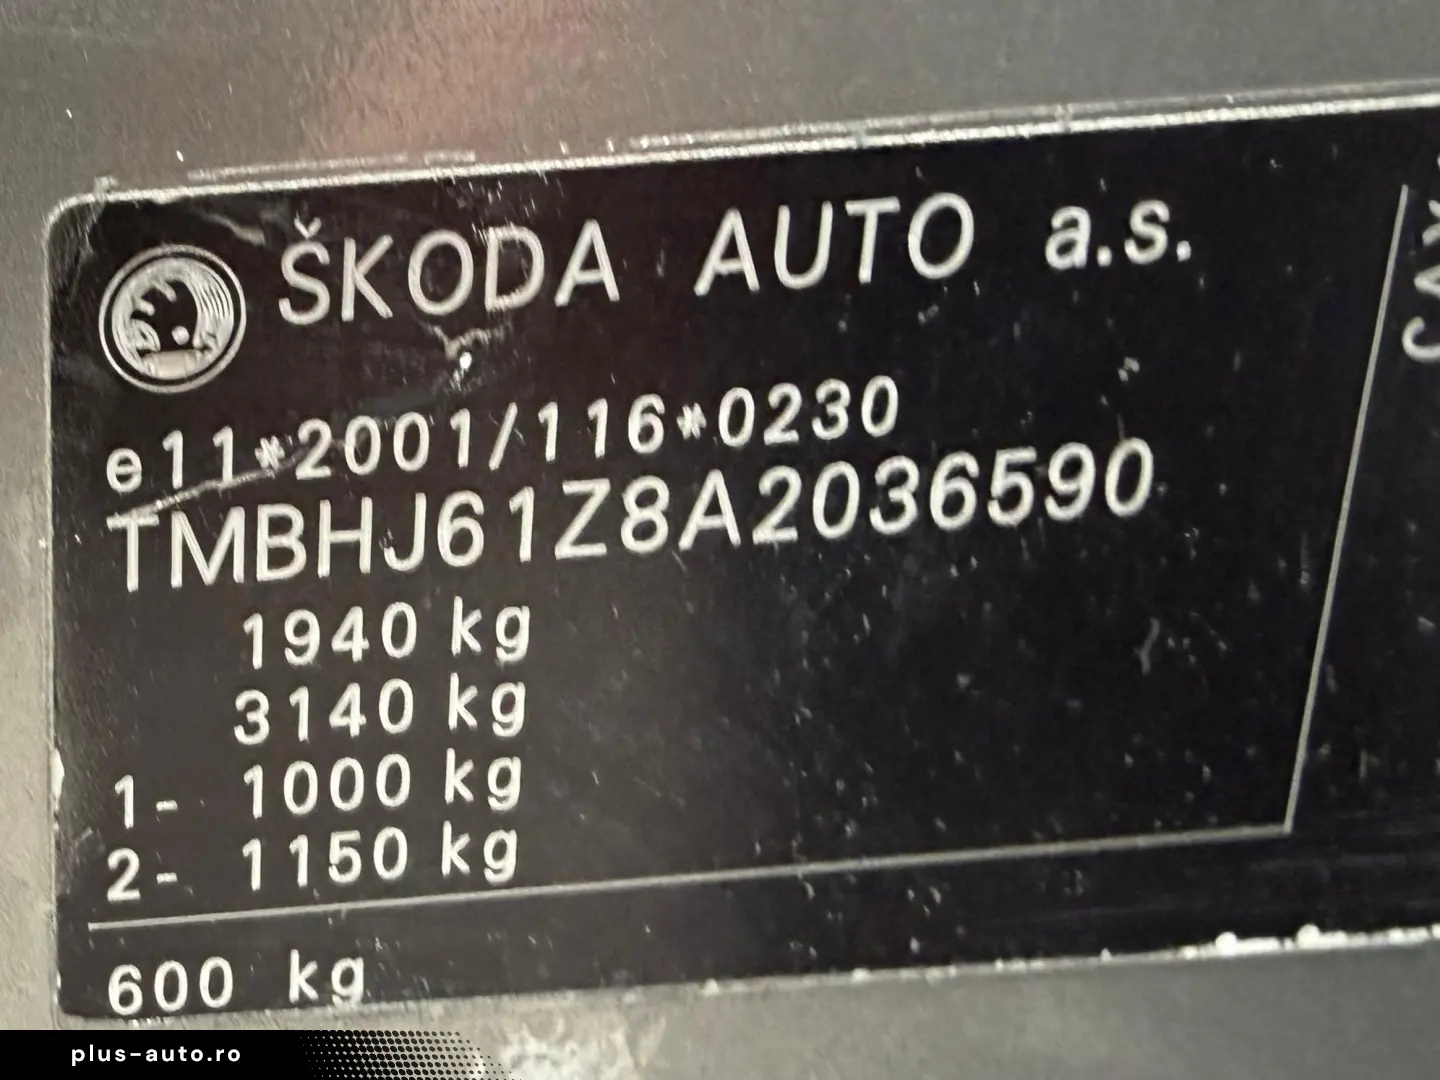 ŠKODA AUTO a.s.
e11*2001/116*0230
TMBHJ61Z8A2036590
1940 kg
3140 kg
1- 1000 kg
2- 1150 kg
600 kg
CAY
plus-auto.ro